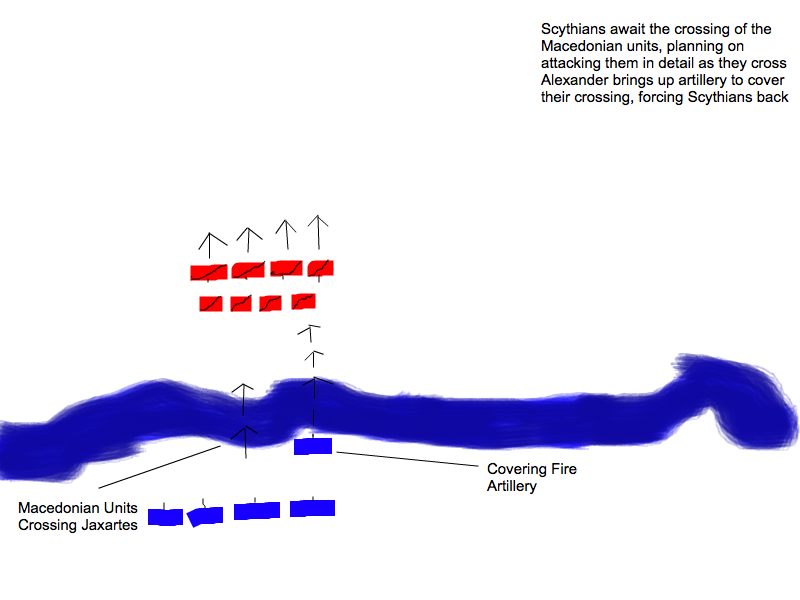 Scythians await the crossing of the
Macedonian units, planning on
attacking them in detail as they cross
Alexander brings up artillery to cover
their crossing, forcing Scythians back
Covering Fire
Artillery
Macedonian Units
Crossing Jaxartes